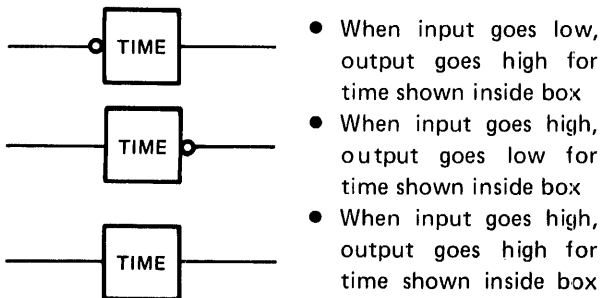 TIME
● When input goes low,
output goes high for
time shown inside box
TIME
● When input goes high,
output goes low for
time shown inside box
TIME
● When input goes high,
output goes high for
time shown inside box